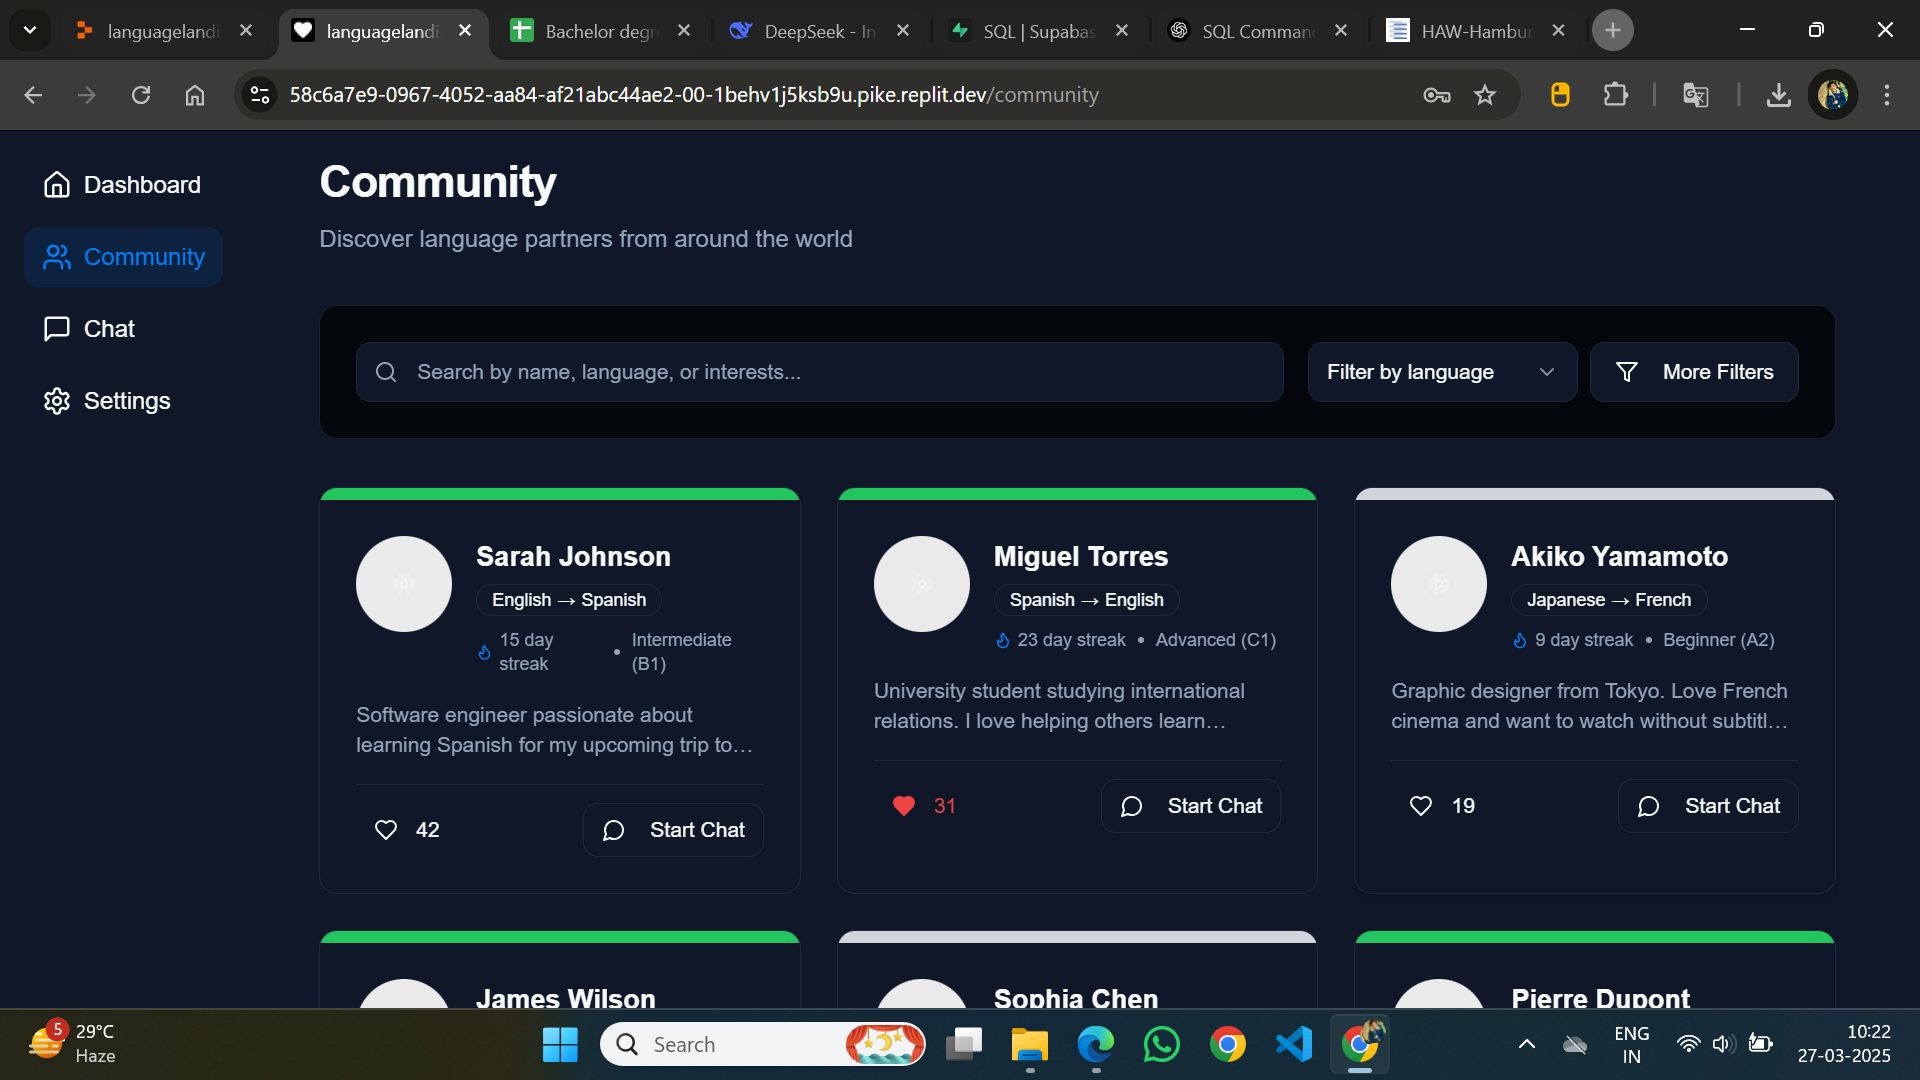 languagelandi
languagelandi
Bachelor degr
DeepSeek - In
SQL | Supabas
SQL Comman
HAW-Hambur
58c6a7e9-0967-4052-aa84-af21abc44ae2-00-1behv1j5ksb9u.pike.replit.dev/community
Dashboard
Community
Chat
Settings
Community
Discover language partners from around the world
Search by name, language, or interests...
Filter by language
More Filters
Sarah Johnson
English → Spanish
15 day
streak
•
Intermediate
(B1)
Software engineer passionate about
learning Spanish for my upcoming trip to…
42
Start Chat
Miguel Torres
Spanish → English
23 day streak • Advanced (C1)
University student studying international
relations. I love helping others learn…
31
Start Chat
Akiko Yamamoto
Japanese → French
9 day streak • Beginner (A2)
Graphic designer from Tokyo. Love French
cinema and want to watch without subtitl…
19
Start Chat
James Wilson
Sophia Chen
Pierre Dupont
5
29°C
Haze
Search
ENG
IN
10:22
27-03-2025